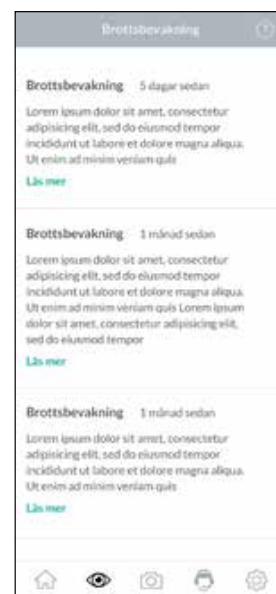 Brottsbevakning
Brottsbevakning 5 dagar sedan
Lorem ipsum dolor sit amet, consectetur
adipisicing elit, sed do eiusmod tempor
incididunt ut labore et dolore magna aliqua.
Ut enim ad minim veniam quis
Läs mer
Brottsbevakning 1 månad sedan
Lorem ipsum dolor sit amet, consectetur
adipisicing elit, sed do eiusmod tempor
incididunt ut labore et dolore magna aliqua.
Ut enim ad minim veniam quis Lorem ipsum
dolor sit amet, consectetur adipisicing elit,
sed do eiusmod tempor
Läs mer
Brottsbevakning 1 månad sedan
Lorem ipsum dolor sit amet, consectetur
adipisicing elit, sed do eiusmod tempor
incididunt ut labore et dolore magna aliqua.
Ut enim ad minim veniam quis
Läs mer